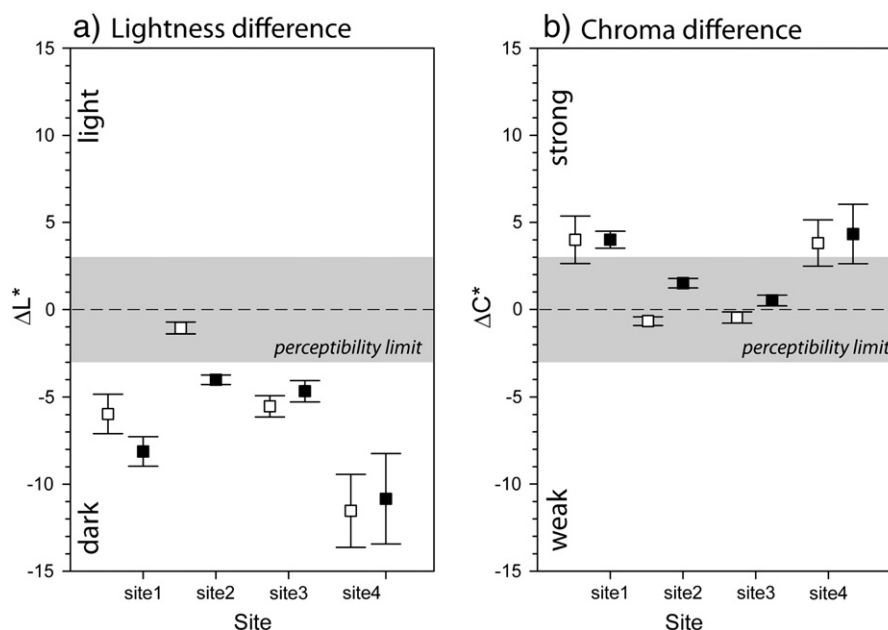 a) Lightness difference
15
10
5
0
-5
-10
-15
light
dark
ΔL*
perceptibility limit
site1 site2 site3 site4
Site
b) Chroma difference
15
10
5
0
-5
-10
-15
strong
weak
ΔC*
perceptibility limit
site1 site2 site3 site4
Site